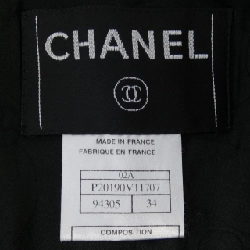 CHANEL
MADE IN FRANCE
FABRIQUE EN FRANCE
02A
P20190V11707
94305 34
COMPOSITION